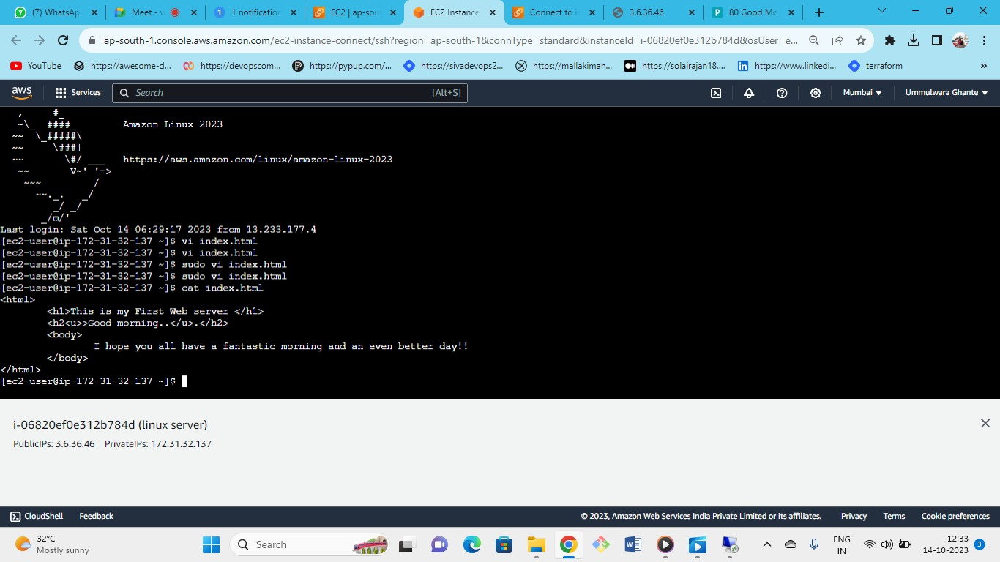 (7) WhatsAp
Meet - w
1 notification
EC2 | ap-sou
EC2 Instance
Connect to i
3.6.36.46
80 Good Mo
ap-south-1.console.aws.amazon.com/ec2-instance-connect/ssh?region=ap-south-1&connType=standard&instanceId=i-06820ef0e312b784d&osUser=e...
YouTube
https://awesome-d...
https://devopscom...
https://pypup.com/...
https://sivadevops2...
https://mallakimah...
https://solairajan18....
https://www.linkedi...
terraform
»
aws
Services
Search
[Alt+S]
Mumbai
Ummulwara Ghante
   ,     #_
   ~\_  ####_        Amazon Linux 2023
  ~~  \_#####\
  ~~     \###|
  ~~       \#/ ___   https://aws.amazon.com/linux/amazon-linux-2023
   ~~       V~' '->
    ~~~         /
      ~~._.   _/
         _/ _/
       _/m/'
Last login: Sat Oct 14 06:29:17 2023 from 13.233.177.4
[ec2-user@ip-172-31-32-137 ~]$ vi index.html
[ec2-user@ip-172-31-32-137 ~]$ vi index.html
[ec2-user@ip-172-31-32-137 ~]$ sudo vi index.html
[ec2-user@ip-172-31-32-137 ~]$ sudo vi index.html
[ec2-user@ip-172-31-32-137 ~]$ cat index.html
<html>
        <h1>This is my First Web server </h1>
        <h2<u>>Good morning..</u>.</h2>
        <body>
                I hope you all have a fantastic morning and an even better day!!
        </body>
</html>
[ec2-user@ip-172-31-32-137 ~]$
i-06820ef0e312b784d (linux server)
PublicIPs: 3.6.36.46 PrivateIPs: 172.31.32.137
CloudShell
Feedback
© 2023, Amazon Web Services India Private Limited or its affiliates.
Privacy
Terms
Cookie preferences
32°C
Mostly sunny
Search
ENG
IN
12:33
14-10-2023
3